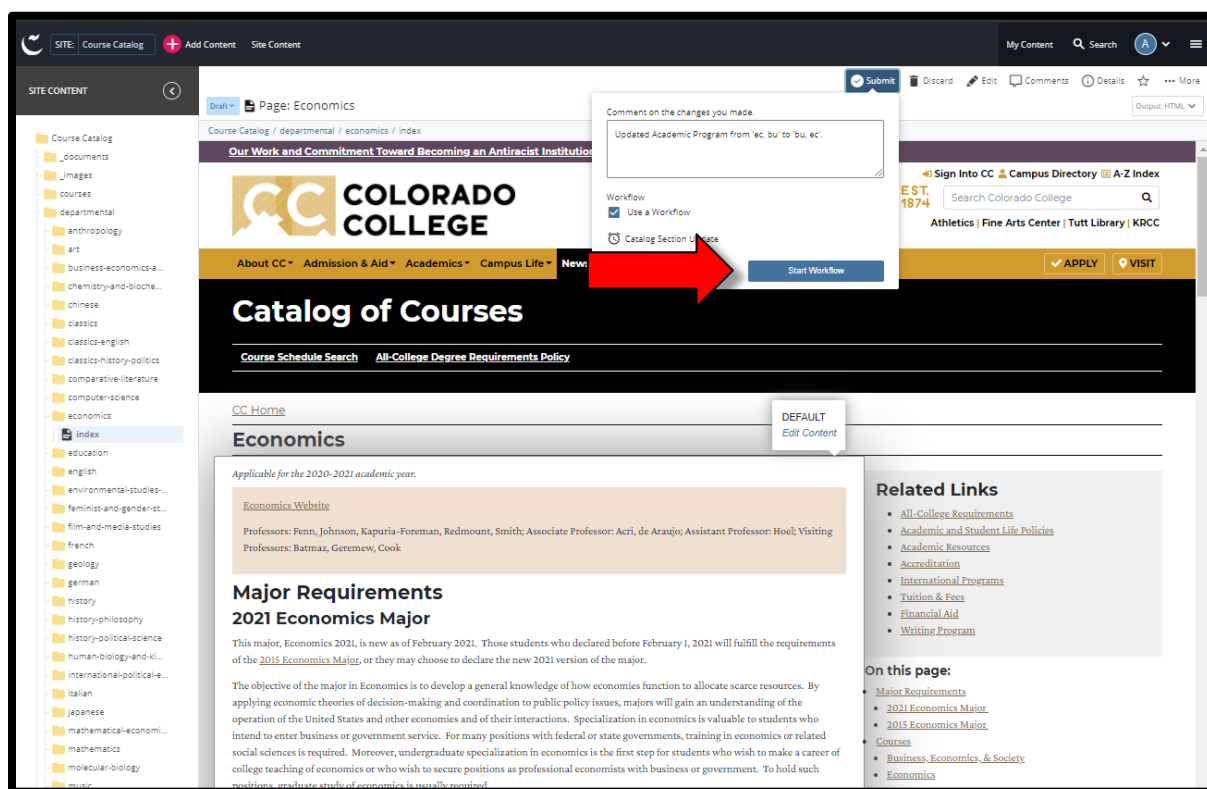 SITE: Course Catalog Add Content Site Content My Content Search A
SITE CONTENT
Submit Discard Edit Comments Details More
Draft Page: Economics
Output: HTML
Course Catalog / departmental / economics / index
Course Catalog
_documents
_images
courses
departmental
anthropology
art
business-economics-a...
chemistry-and-bioche...
chinese
classics
classics-english
classics-history-politics
comparative-literature
computer-science
economics
index
education
english
environmental-studies-...
feminist-and-gender-st...
film-and-media-studies
french
geology
german
history
history-philosophy
history-political-science
human-biology-and-ki...
international-political-e...
italian
japanese
mathematical-economi...
mathematics
molecular-biology
music
Comment on the changes you made.
Updated Academic Program from 'ec, bu' to 'bu, ec'.
Workflow
Use a Workflow
Catalog Section Update
Start Workflow
Our Work and Commitment Toward Becoming an Antiracist Institution
CC COLORADO
COLLEGE
Sign Into CC Campus Directory A-Z Index
EST.
1874
Search Colorado College
Athletics | Fine Arts Center | Tutt Library | KRCC
About CC Admission & Aid Academics Campus Life News
APPLY VISIT
Catalog of Courses
Course Schedule Search All-College Degree Requirements Policy
CC Home
DEFAULT
Edit Content
Economics
Applicable for the 2020-2021 academic year.
Economics Website
Professors: Fenn, Johnson, Kapuria-Foreman, Redmount, Smith; Associate Professor: Acri, de Araujo; Assistant Professor: Hoel; Visiting
Professors: Batmaz, Geremew, Cook
Major Requirements
2021 Economics Major
This major, Economics 2021, is new as of February 2021. Those students who declared before February 1, 2021 will fulfill the requirements
of the 2015 Economics Major, or they may choose to declare the new 2021 version of the major.
The objective of the major in Economics is to develop a general knowledge of how economies function to allocate scarce resources. By
applying economic theories of decision-making and coordination to public policy issues, majors will gain an understanding of the
operation of the United States and other economies and of their interactions. Specialization in economics is valuable to students who
intend to enter business or government service. For many positions with federal or state governments, training in economics or related
social sciences is required. Moreover, undergraduate specialization in economics is the first step for students who wish to make a career of
college teaching of economics or who wish to secure positions as professional economists with business or government. To hold such
positions, graduate study of economics is usually required.
Related Links
All-College Requirements
Academic and Student Life Policies
Academic Resources
Accreditation
International Programs
Tuition & Fees
Financial Aid
Writing Program
On this page:
Major Requirements
2021 Economics Major
2015 Economics Major
Courses
Business, Economics, & Society
Economics